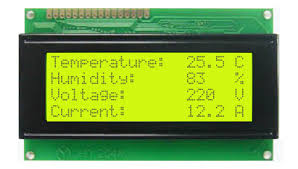 Temperature: 25.5 C
Humidity: 83 %
Voltage: 220 V
Current: 12.2 A